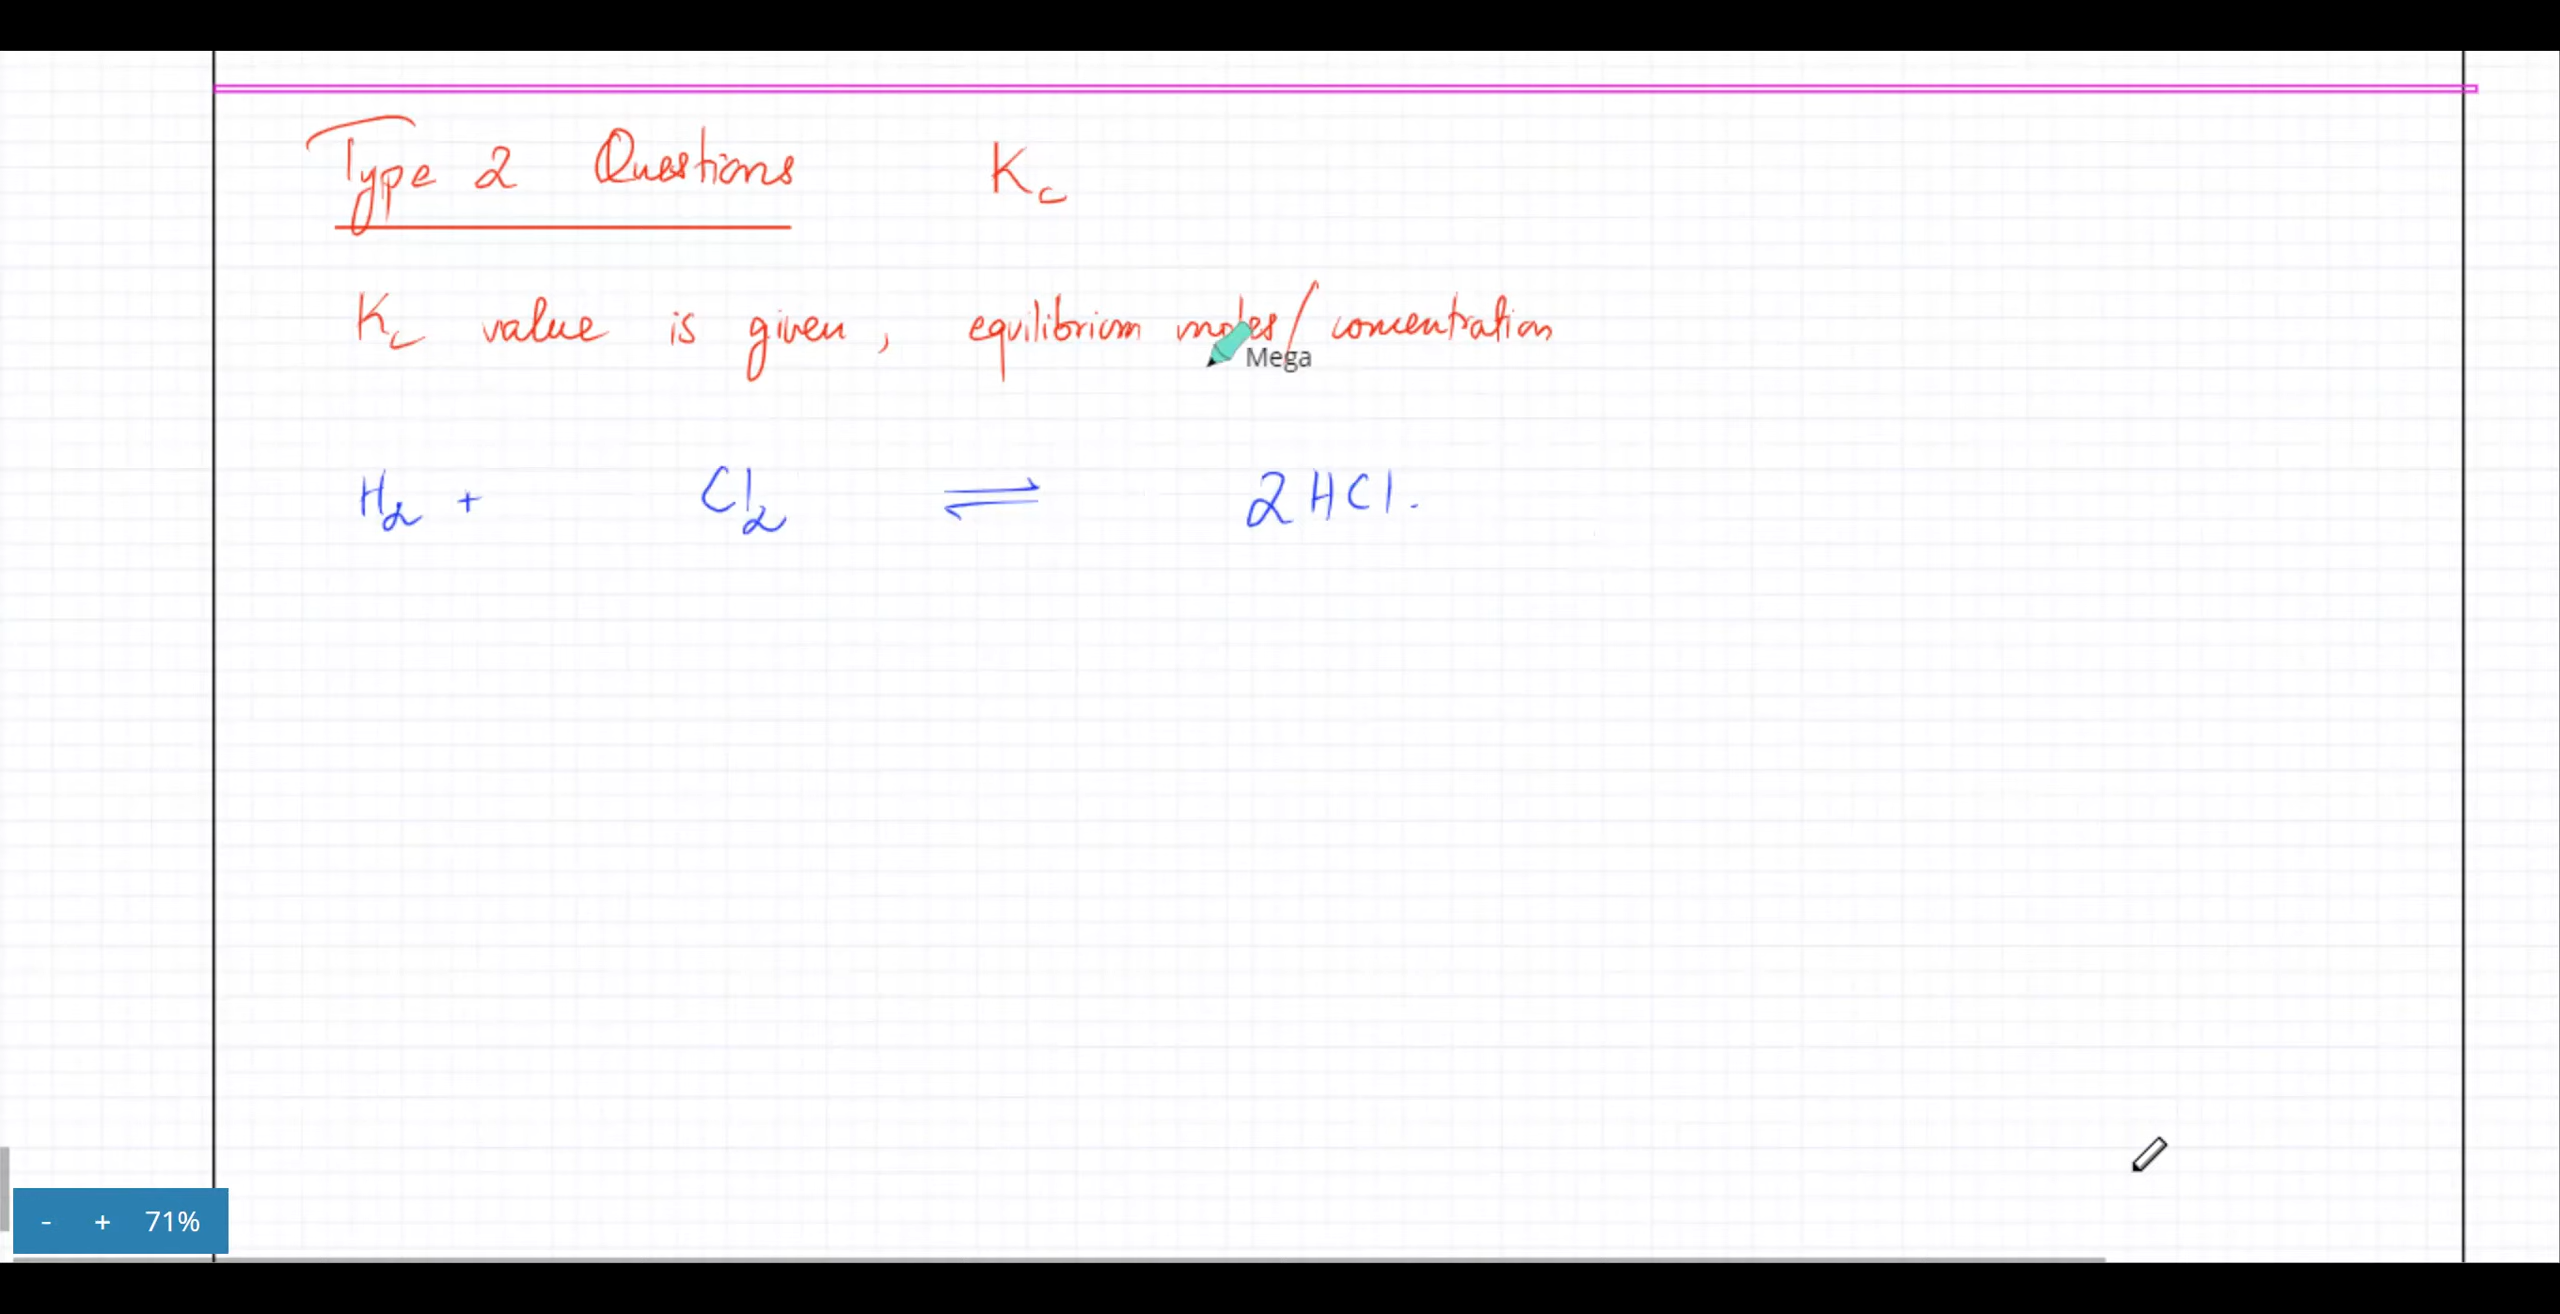 Type 2 Questions Kc
Kc value is given, equilibrium moles/concentration
Mega
H₂ + Cl₂ ⇌ 2HCl.
- + 71%